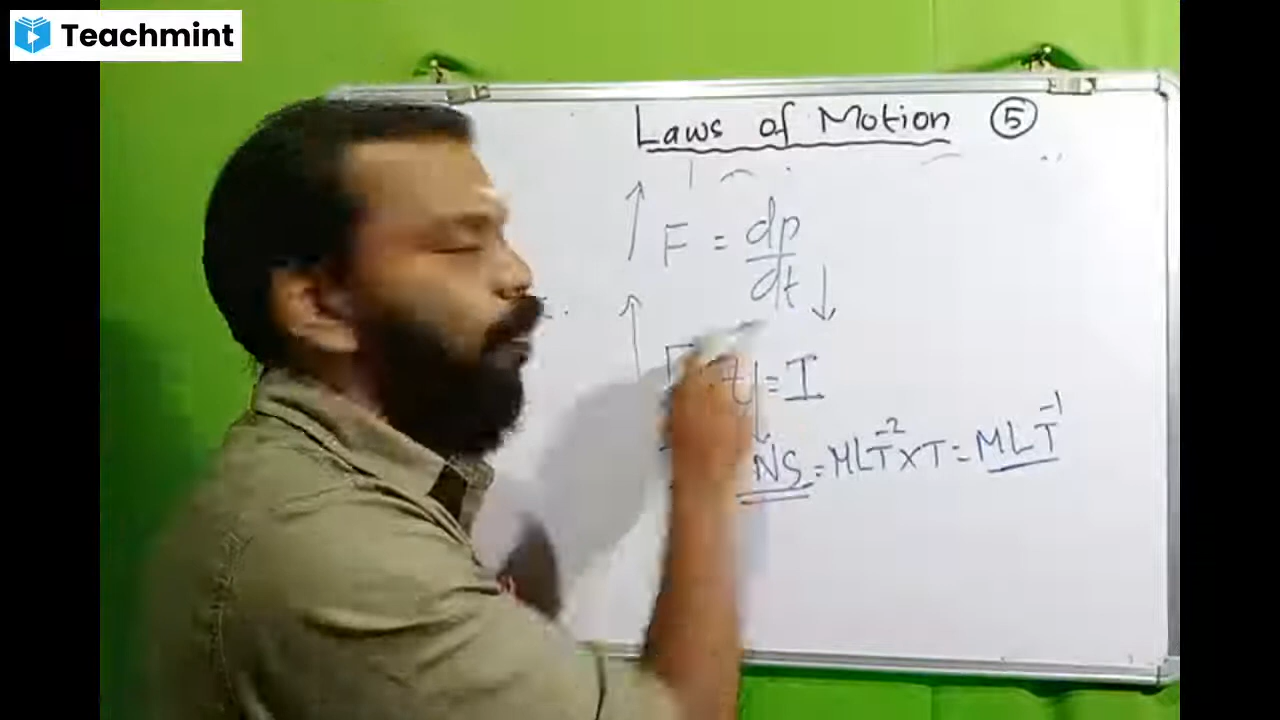 Teachmint
Laws of Motion ⑤
F = dp/dt ↓
= I
NS = MLT⁻² × T = MLT⁻¹